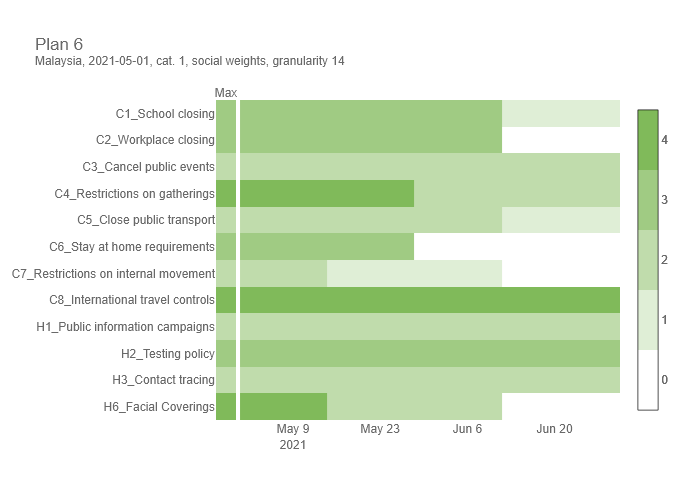 Plan 6
Malaysia, 2021-05-01, cat. 1, social weights, granularity 14
Max
C1_School closing
C2_Workplace closing
C3_Cancel public events
C4_Restrictions on gatherings
C5_Close public transport
C6_Stay at home requirements
C7_Restrictions on internal movement
C8_International travel controls
H1_Public information campaigns
H2_Testing policy
H3_Contact tracing
H6_Facial Coverings
May 9
2021
May 23
Jun 6
Jun 20
4
3
2
1
0